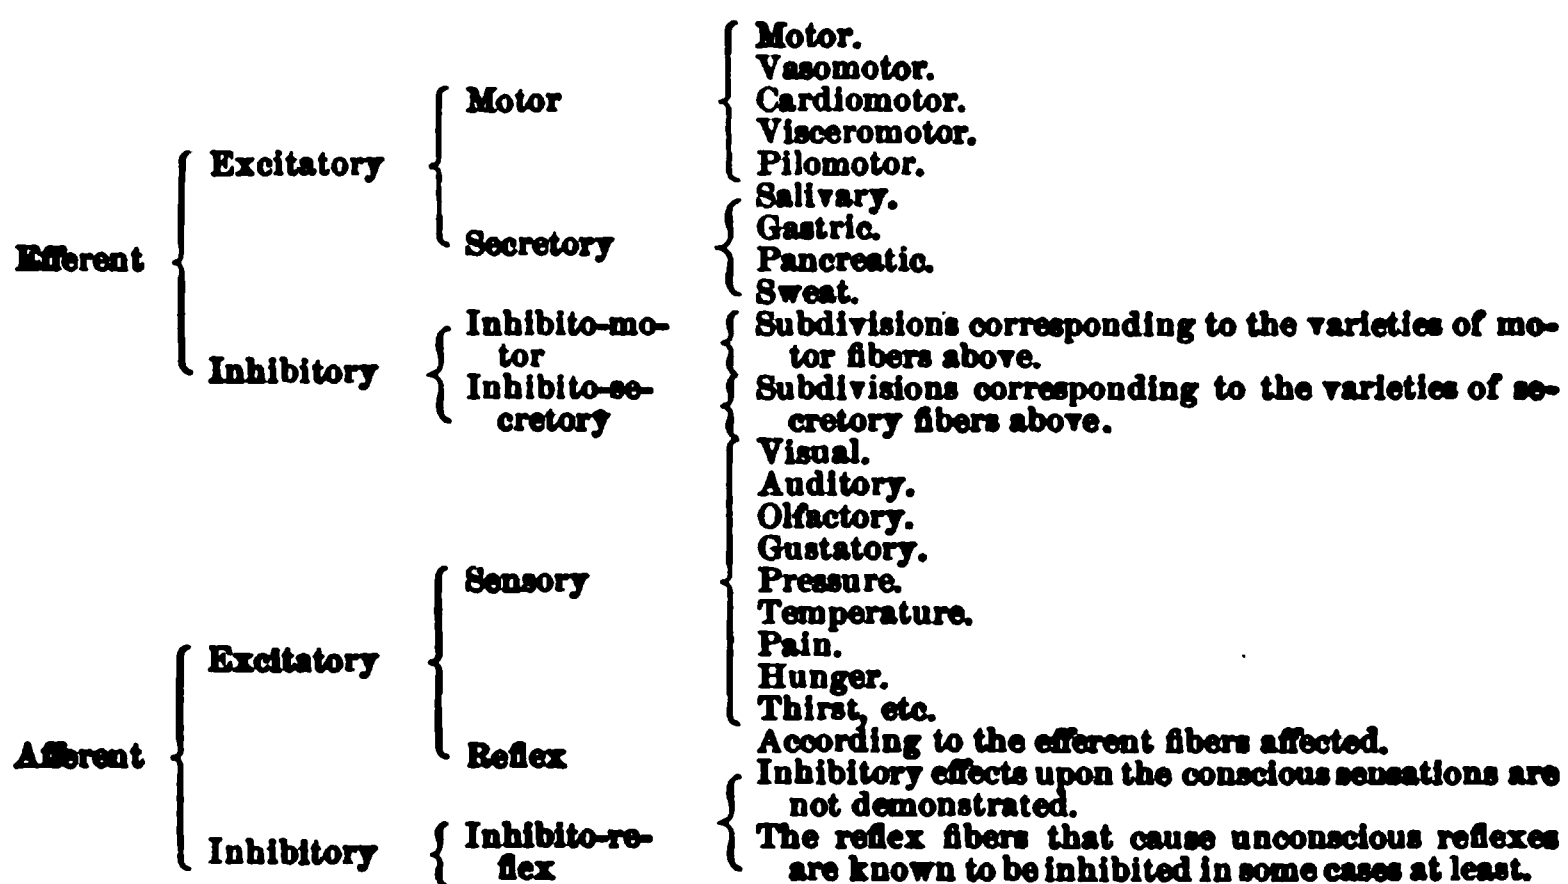 Motor.
Vasomotor.
Motor
Cardiomotor.
Visceromotor.
Excitatory
Pilomotor.
Salivary.
Gastric.
Secretory
Efferent
Pancreatic.
Sweat.
Inhibito-mo-
tor
Subdivisions corresponding to the varieties of mo-
tor fibers above.
Inhibitory
Inhibito-se-
cretory
Subdivisions corresponding to the varieties of se-
cretory fibers above.
Visual.
Auditory.
Olfactory.
Gustatory.
Sensory
Pressure.
Temperature.
Pain.
Excitatory
Hunger.
Thirst, etc.
Afferent
Reflex
According to the efferent fibers affected.
Inhibitory effects upon the conscious sensations are
not demonstrated.
Inhibitory
Inhibito-re-
flex
The reflex fibers that cause unconscious reflexes
are known to be inhibited in some cases at least.